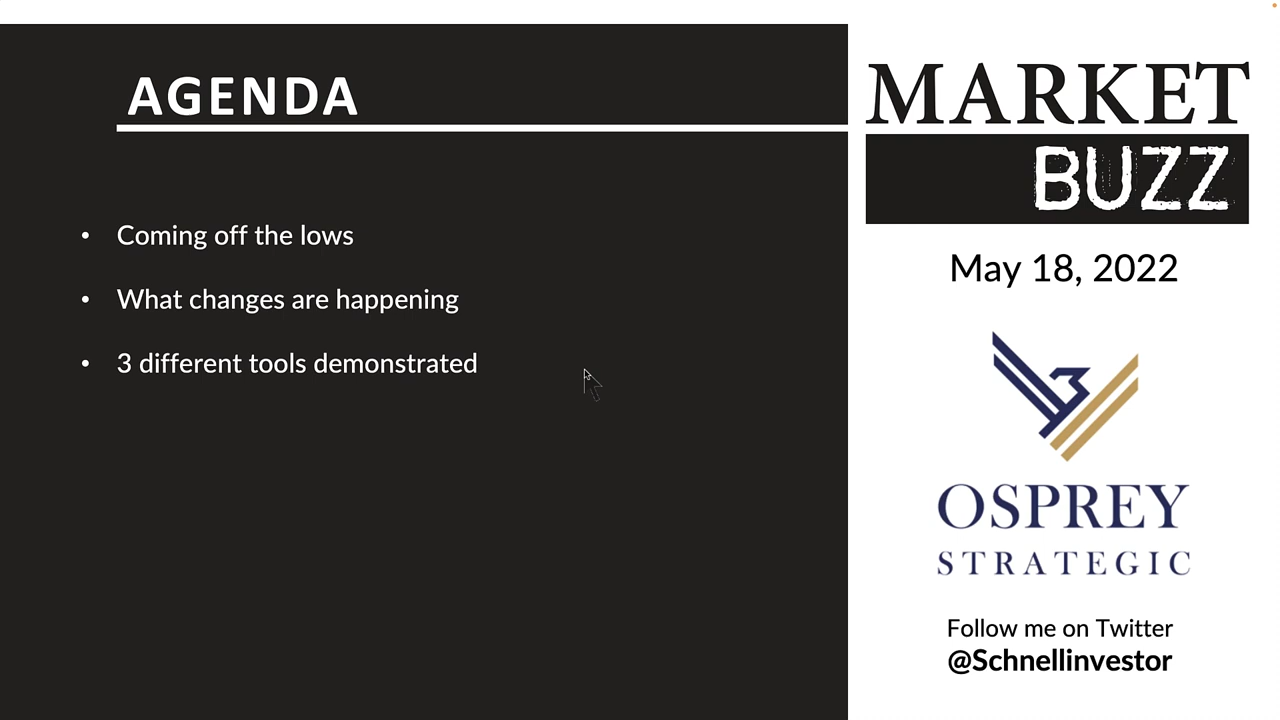 AGENDA
• Coming off the lows
• What changes are happening
• 3 different tools demonstrated
MARKET
BUZZ
May 18, 2022
OSPREY
STRATEGIC
Follow me on Twitter
@Schnellinvestor